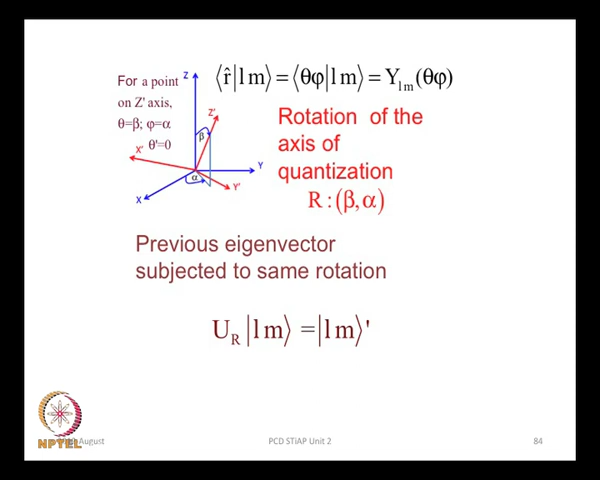 For a point
on Z' axis,
θ=β; φ=α
θ'=0
Z
Z'
β
X'
Y
α
Y'
X
⟨r̂|l m⟩=⟨θφ|l m⟩=Y_lm(θφ)
Rotation of the
axis of
quantization
R:(β,α)
Previous eigenvector
subjected to same rotation
U_R|l m⟩ =|l m⟩'
NPTEL
August
PCD STiAP Unit 2
84